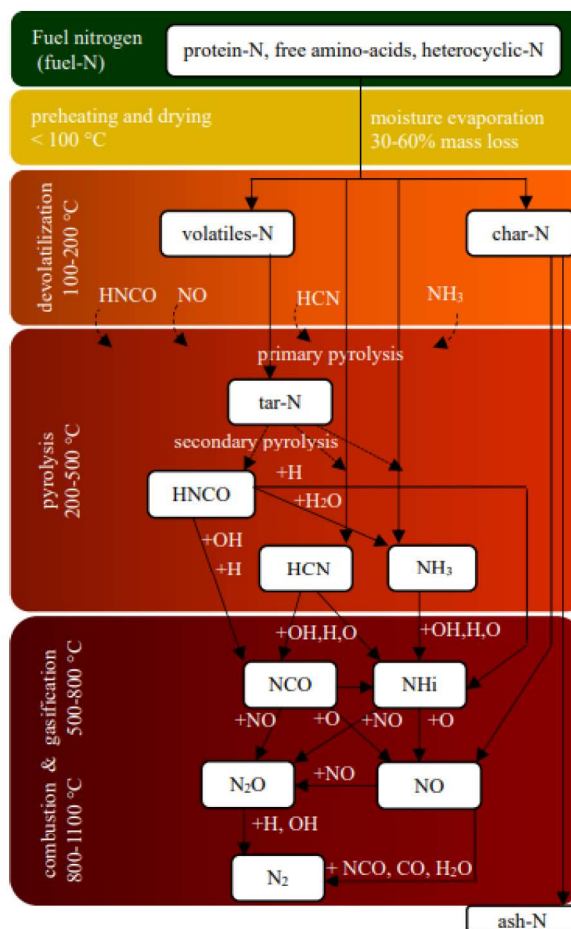 Fuel nitrogen
(fuel-N)
protein-N, free amino-acids, heterocyclic-N
preheating and drying
< 100 °C
moisture evaporation
30-60% mass loss
devolatilization
100-200 °C
volatiles-N
char-N
HNCO
NO
HCN
NH₃
primary pyrolysis
pyrolysis
200-500 °C
tar-N
secondary pyrolysis
+H
HNCO
+H₂O
+OH
+H
HCN
NH₃
+OH,H,O
+OH,H,O
combustion & gasification
800-1100 °C 500-800 °C
NCO
NHi
+NO
+O
+NO
+O
N₂O
+NO
NO
+H, OH
N₂
+ NCO, CO, H₂O
ash-N